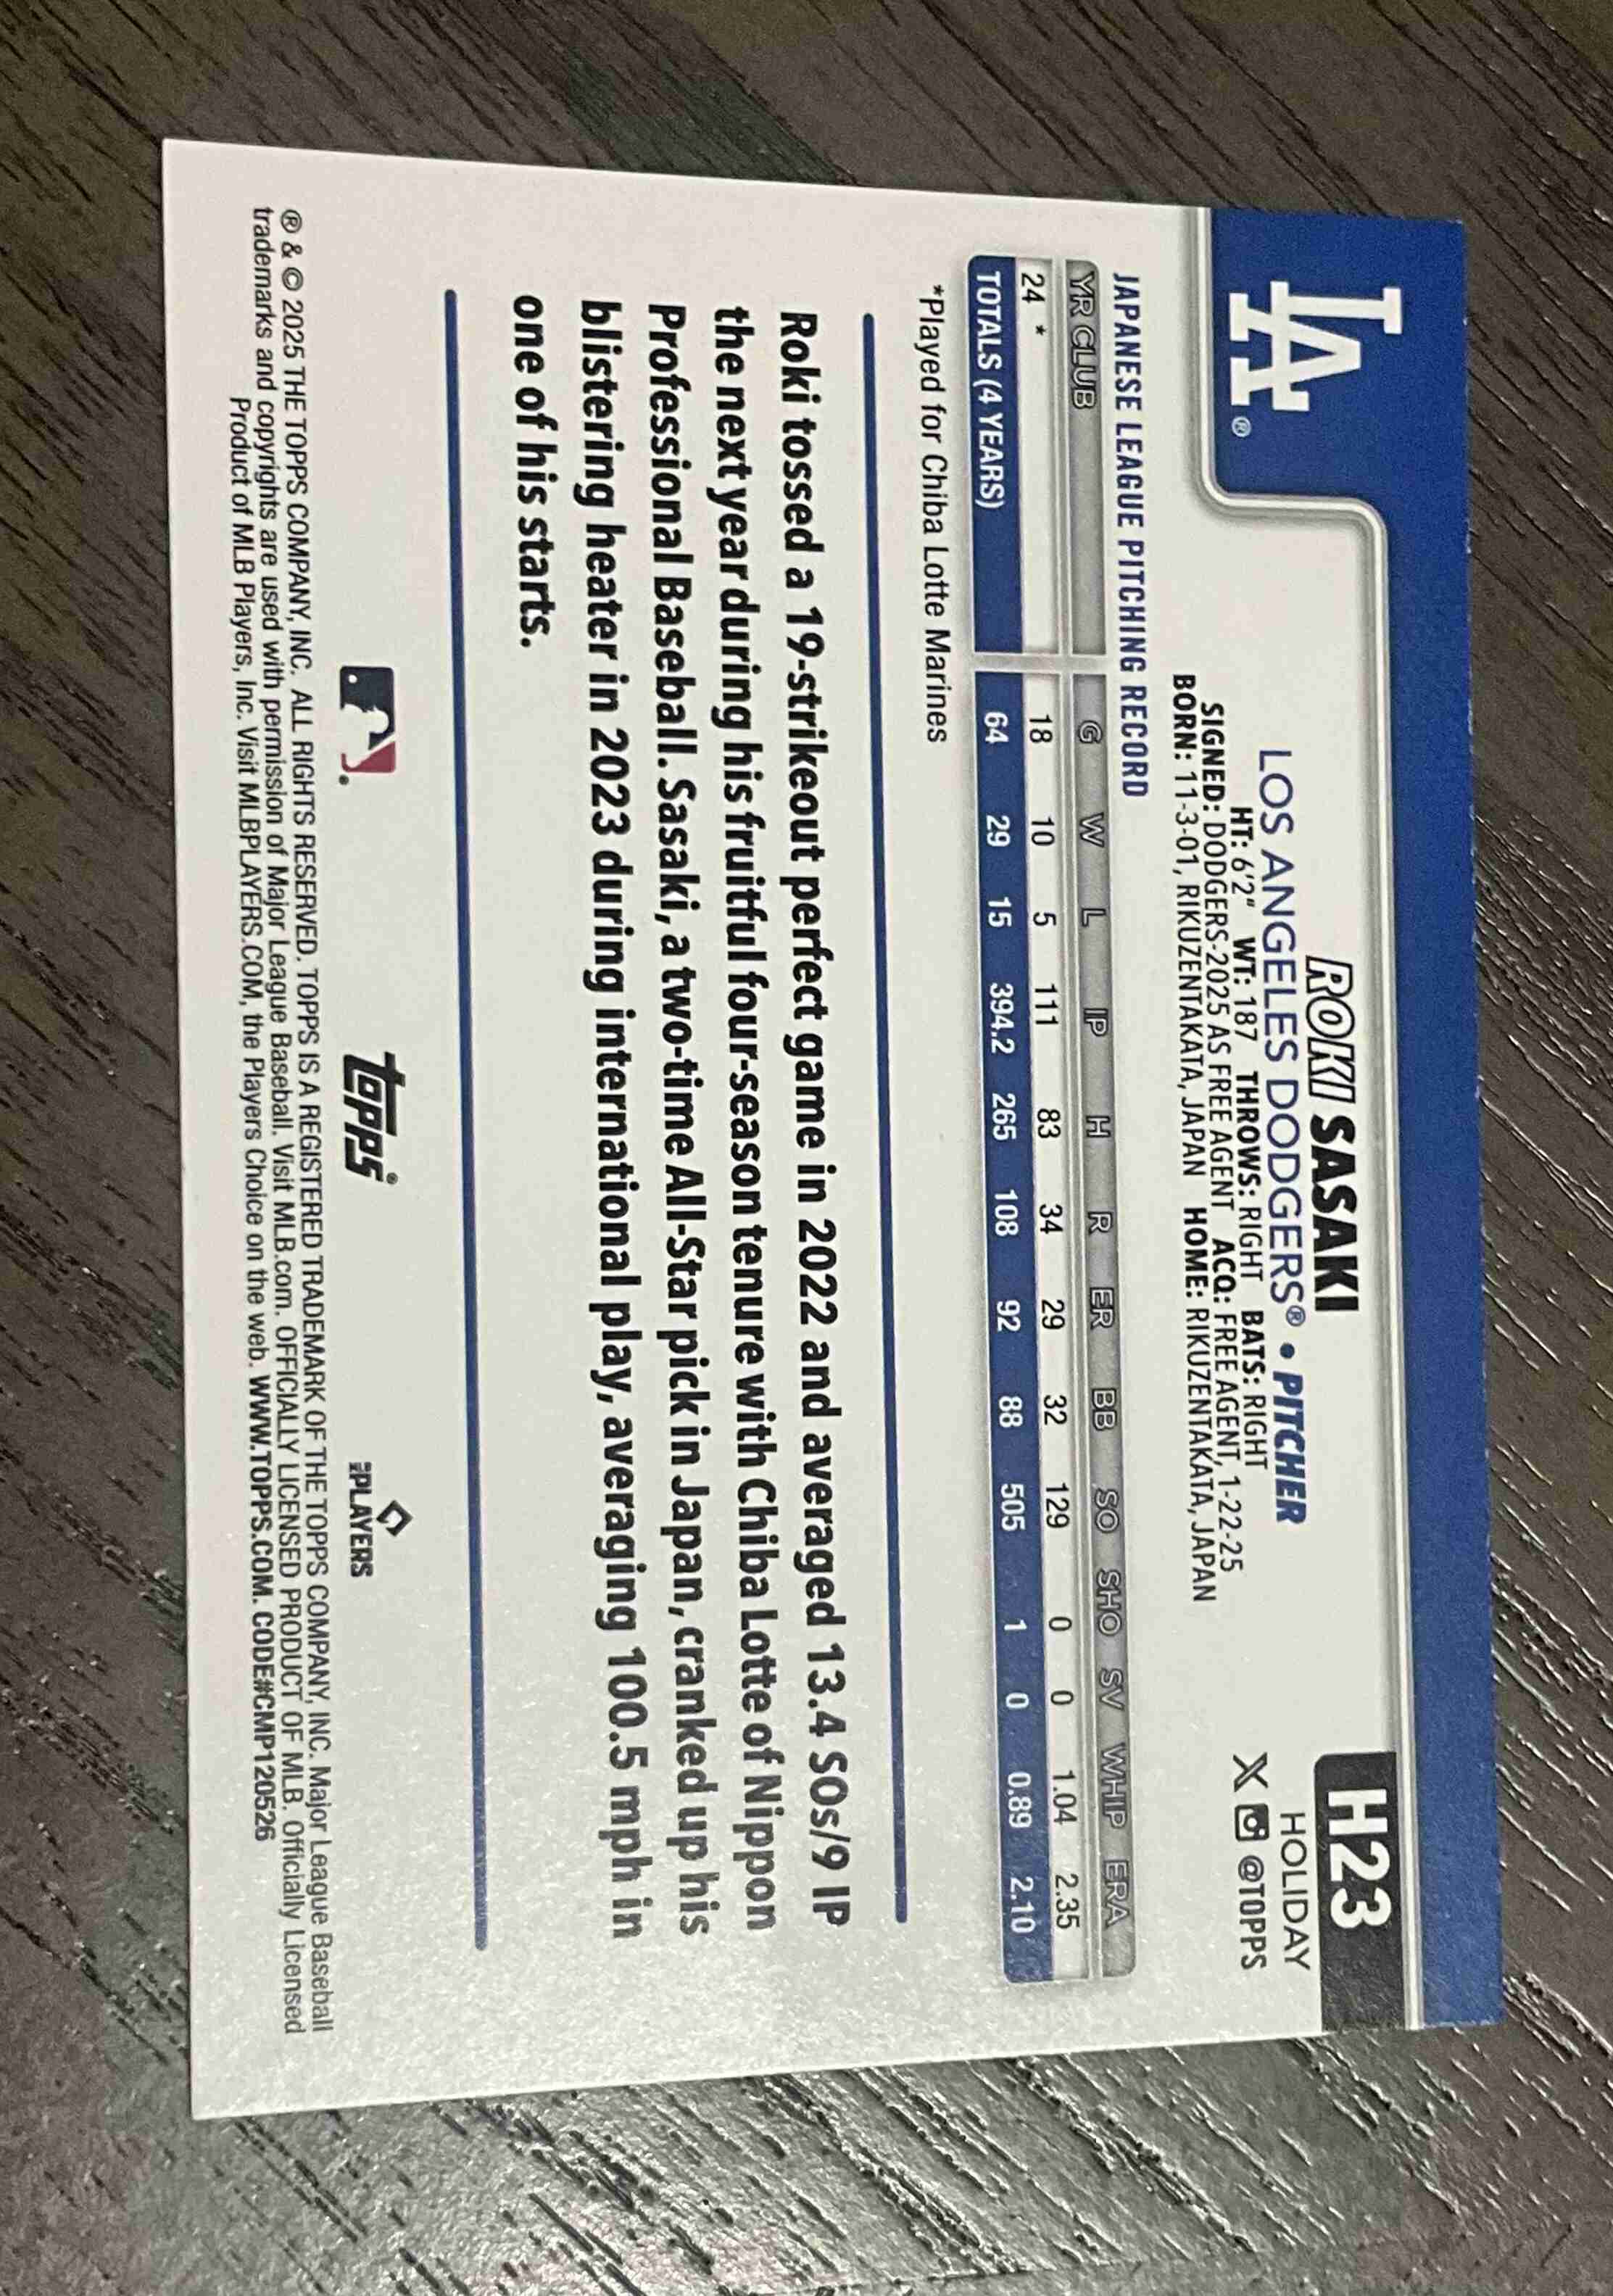 LA®
H23
ROKI SASAKI
HOLIDAY
LOS ANGELES DODGERS® • PITCHER
X @TOPPS
HT: 6'2" WT: 187 THROWS: RIGHT BATS: RIGHT
SIGNED: DODGERS-2025 AS FREE AGENT ACQ: FREE AGENT, 1-22-25
BORN: 11-3-01, RIKUZENTAKATA, JAPAN HOME: RIKUZENTAKATA, JAPAN
JAPANESE LEAGUE PITCHING RECORD
YR CLUB G W L IP H R ER BB SO SHO SV WHIP ERA
24 * 18 10 5 111 83 34 29 32 129 0 0 1.04 2.35
TOTALS (4 YEARS) 64 29 15 394.2 265 108 92 88 505 1 0 0.89 2.10
*Played for Chiba Lotte Marines
Roki tossed a 19-strikeout perfect game in 2022 and averaged 13.4 SOs/9 IP
the next year during his fruitful four-season tenure with Chiba Lotte of Nippon
Professional Baseball. Sasaki, a two-time All-Star pick in Japan, cranked up his
blistering heater in 2023 during international play, averaging 100.5 mph in
one of his starts.
topps®
PLAYERS
® & © 2025 THE TOPPS COMPANY, INC. ALL RIGHTS RESERVED. TOPPS IS A REGISTERED TRADEMARK OF THE TOPPS COMPANY, INC. Major League Baseball
trademarks and copyrights are used with permission of Major League Baseball. Visit MLB.com. OFFICIALLY LICENSED PRODUCT OF MLB. Officially Licensed
Product of MLB Players, Inc. Visit MLBPLAYERS.COM, the Players Choice on the web. WWW.TOPPS.COM. CODE#CMP120526